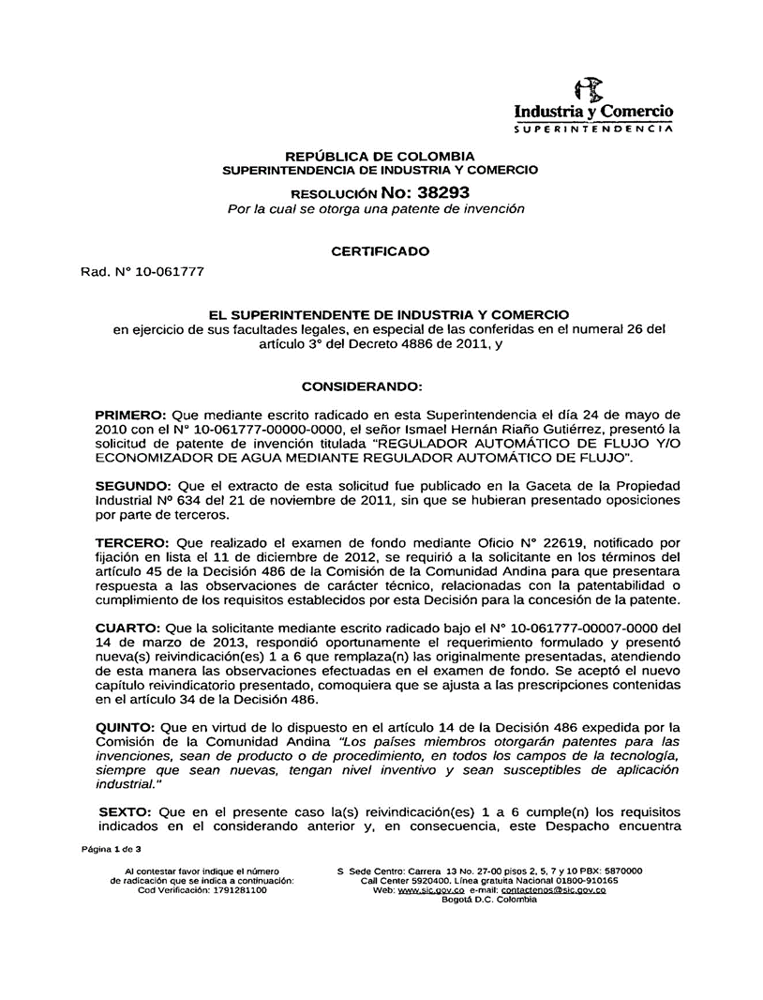 Industria y Comercio
SUPERINTENDENCIA
REPÚBLICA DE COLOMBIA
SUPERINTENDENCIA DE INDUSTRIA Y COMERCIO
RESOLUCIÓN No: 38293
Por la cual se otorga una patente de invención
CERTIFICADO
Rad. N° 10-061777
EL SUPERINTENDENTE DE INDUSTRIA Y COMERCIO
en ejercicio de sus facultades legales, en especial de las conferidas en el numeral 26 del
artículo 3° del Decreto 4886 de 2011, y
CONSIDERANDO:
PRIMERO: Que mediante escrito radicado en esta Superintendencia el día 24 de mayo de
2010 con el N° 10-061777-00000-0000, el señor Ismael Hernán Riaño Gutiérrez, presentó la
solicitud de patente de invención titulada "REGULADOR AUTOMÁTICO DE FLUJO Y/O
ECONOMIZADOR DE AGUA MEDIANTE REGULADOR AUTOMÁTICO DE FLUJO".
SEGUNDO: Que el extracto de esta solicitud fue publicado en la Gaceta de la Propiedad
Industrial Nº 634 del 21 de noviembre de 2011, sin que se hubieran presentado oposiciones
por parte de terceros.
TERCERO: Que realizado el examen de fondo mediante Oficio N° 22619, notificado por
fijación en lista el 11 de diciembre de 2012, se requirió a la solicitante en los términos del
artículo 45 de la Decisión 486 de la Comisión de la Comunidad Andina para que presentara
respuesta a las observaciones de carácter técnico, relacionadas con la patentabilidad o
cumplimiento de los requisitos establecidos por esta Decisión para la concesión de la patente.
CUARTO: Que la solicitante mediante escrito radicado bajo el N° 10-061777-00007-0000 del
14 de marzo de 2013, respondió oportunamente el requerimiento formulado y presentó
nueva(s) reivindicación(es) 1 a 6 que remplaza(n) las originalmente presentadas, atendiendo
de esta manera las observaciones efectuadas en el examen de fondo. Se aceptó el nuevo
capítulo reivindicatorio presentado, comoquiera que se ajusta a las prescripciones contenidas
en el artículo 34 de la Decisión 486.
QUINTO: Que en virtud de lo dispuesto en el artículo 14 de la Decisión 486 expedida por la
Comisión de la Comunidad Andina "Los países miembros otorgarán patentes para las
invenciones, sean de producto o de procedimiento, en todos los campos de la tecnología,
siempre que sean nuevas, tengan nivel inventivo y sean susceptibles de aplicación
industrial."
SEXTO: Que en el presente caso la(s) reivindicación(es) 1 a 6 cumple(n) los requisitos
indicados en el considerando anterior y, en consecuencia, este Despacho encuentra
Página 1 de 3
Al contestar favor indique el número
de radicación que se indica a continuación:
Cod Verificación: 1791281100
S Sede Centro: Carrera 13 No. 27-00 pisos 2, 5, 7 y 10 PBX: 5870000
Call Center 5920400. Línea gratuita Nacional 01800-910165
Web: www.sic.gov.co e-mail: contactenos@sic.gov.co
Bogotá D.C. Colombia